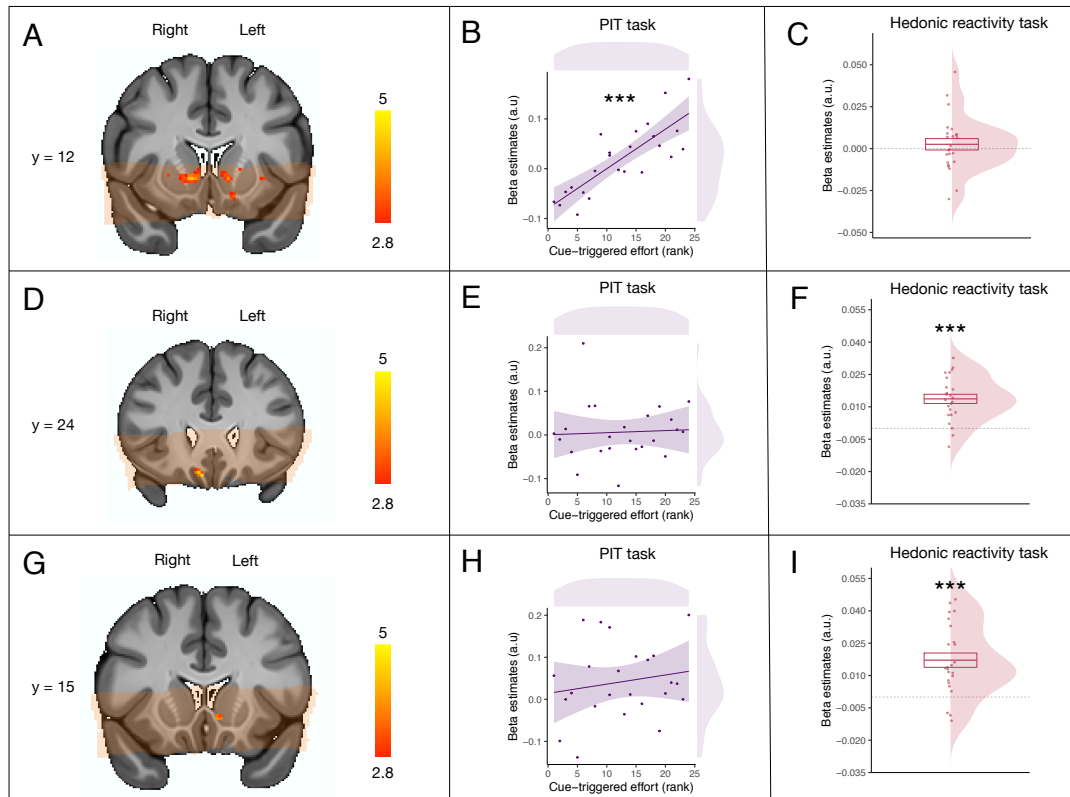 A
Right Left
y = 12
5
2.8
B
PIT task
***
Beta estimates (a.u)
0.1
0.0
−0.1
0 5 10 15 20 25
Cue−triggered effort (rank)
C
Hedonic reactivity task
Beta estimates (a.u.)
0.050
0.025
0.000
−0.025
−0.050
D
Right Left
y = 24
5
2.8
E
PIT task
Beta estimates (a.u)
0.2
0.1
0.0
−0.1
0 5 10 15 20 25
Cue−triggered effort (rank)
F
Hedonic reactivity task
***
Beta estimates (a.u.)
0.055
0.040
0.025
0.010
−0.005
−0.020
−0.035
G
Right Left
y = 15
5
2.8
H
PIT task
Beta estimates (a.u)
0.2
0.1
0.0
−0.1
0 5 10 15 20 25
Cue−triggered effort (rank)
I
Hedonic reactivity task
***
Beta estimates (a.u.)
0.055
0.040
0.025
0.010
−0.005
−0.020
−0.035